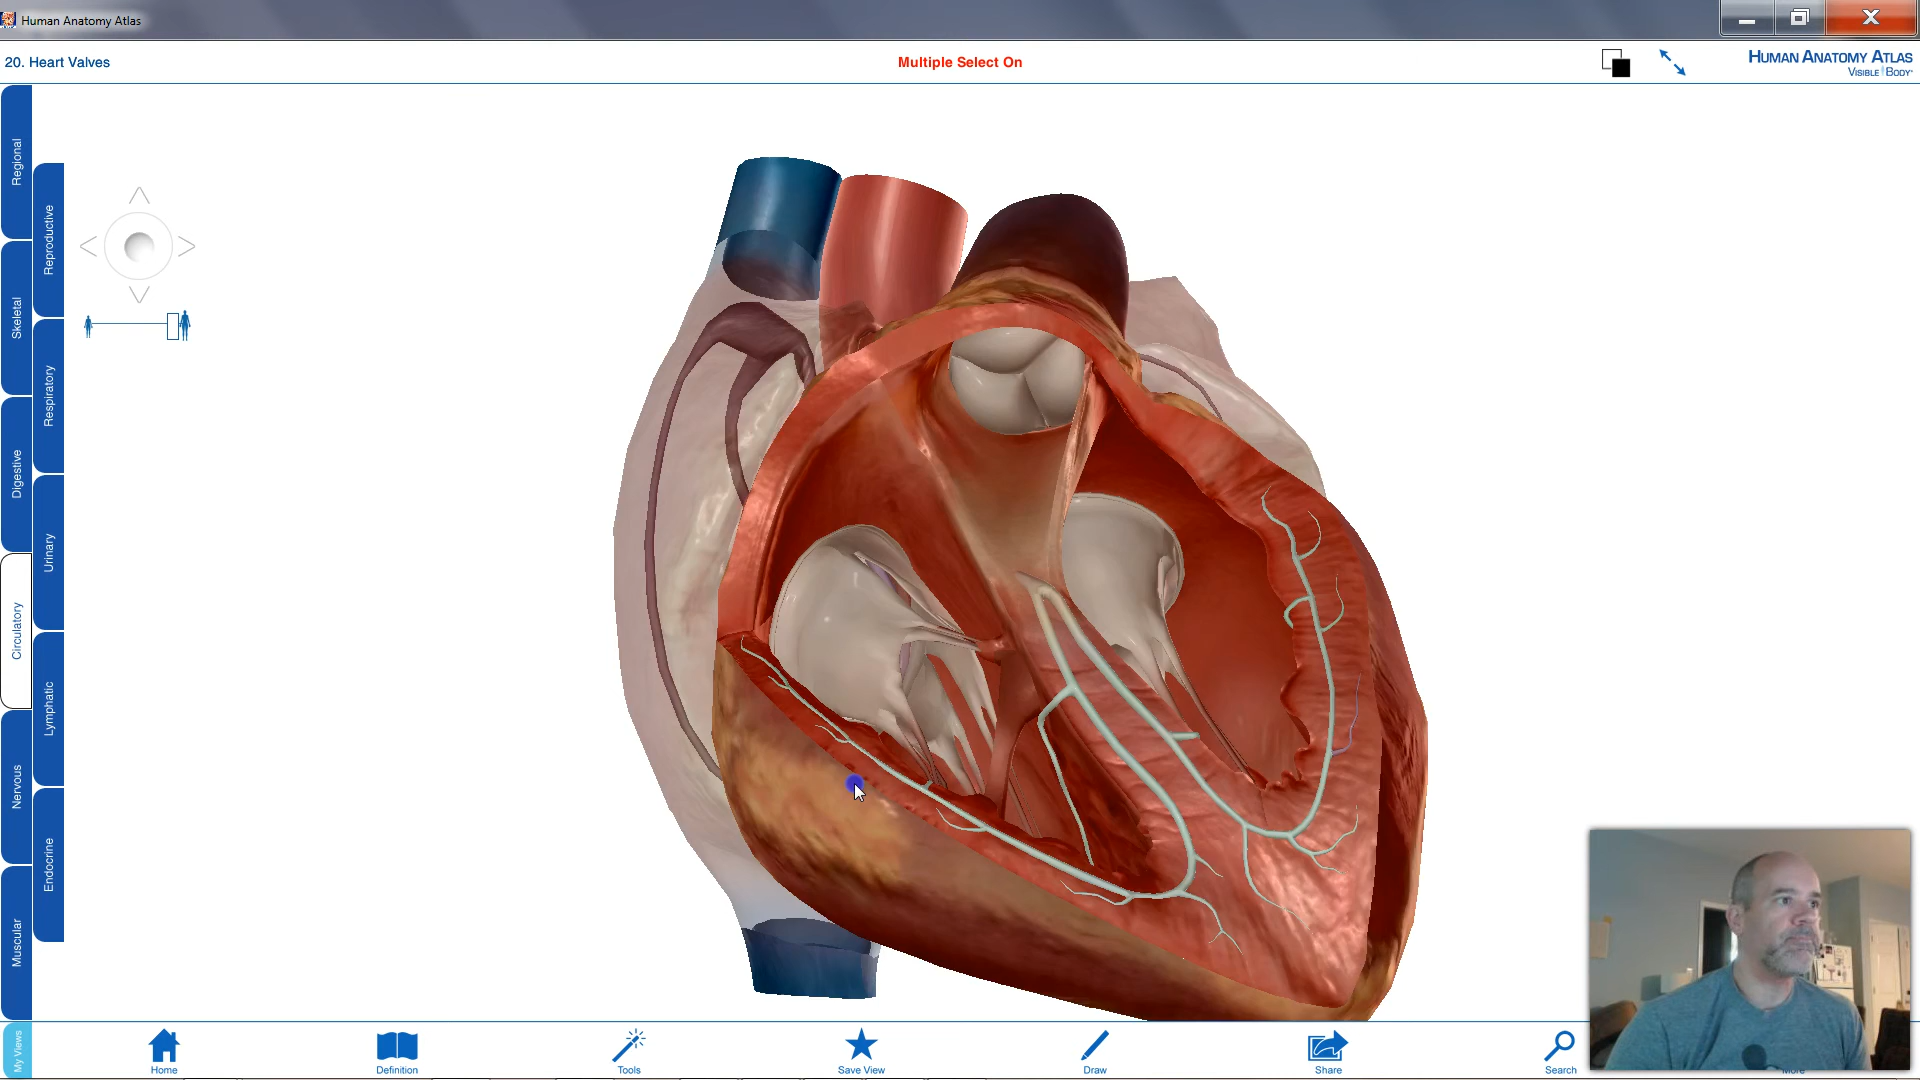 Human Anatomy Atlas
20. Heart Valves
Multiple Select On
HUMAN ANATOMY ATLAS
VISIBLE BODY
Regional
Skeletal
Digestive
Circulatory
Nervous
Muscular
My Views
Reproductive
Respiratory
Urinary
Lymphatic
Endocrine
Home
Definition
Tools
Save View
Draw
Share
Search
More